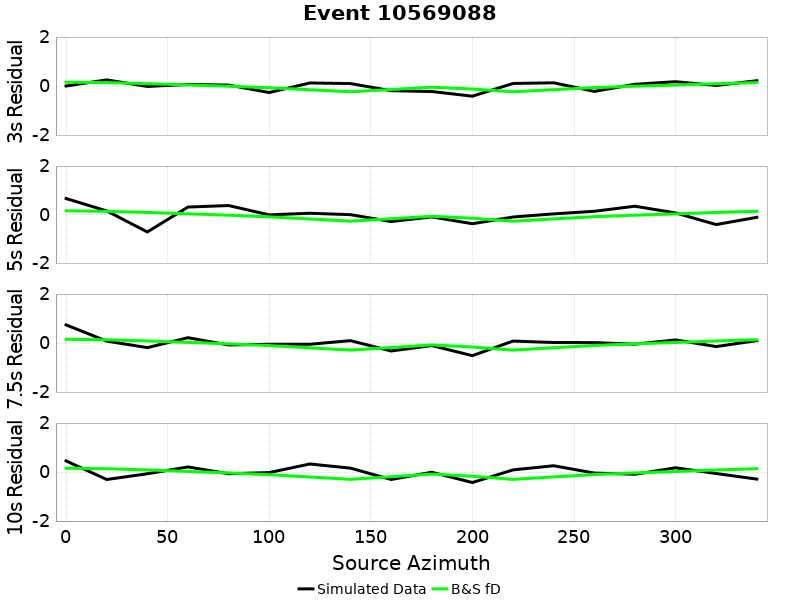 Event 10569088
3s Residual
2
0
-2
5s Residual
2
0
-2
7.5s Residual
2
0
-2
10s Residual
2
0
-2
0 50 100 150 200 250 300
Source Azimuth
Simulated Data B&S fD